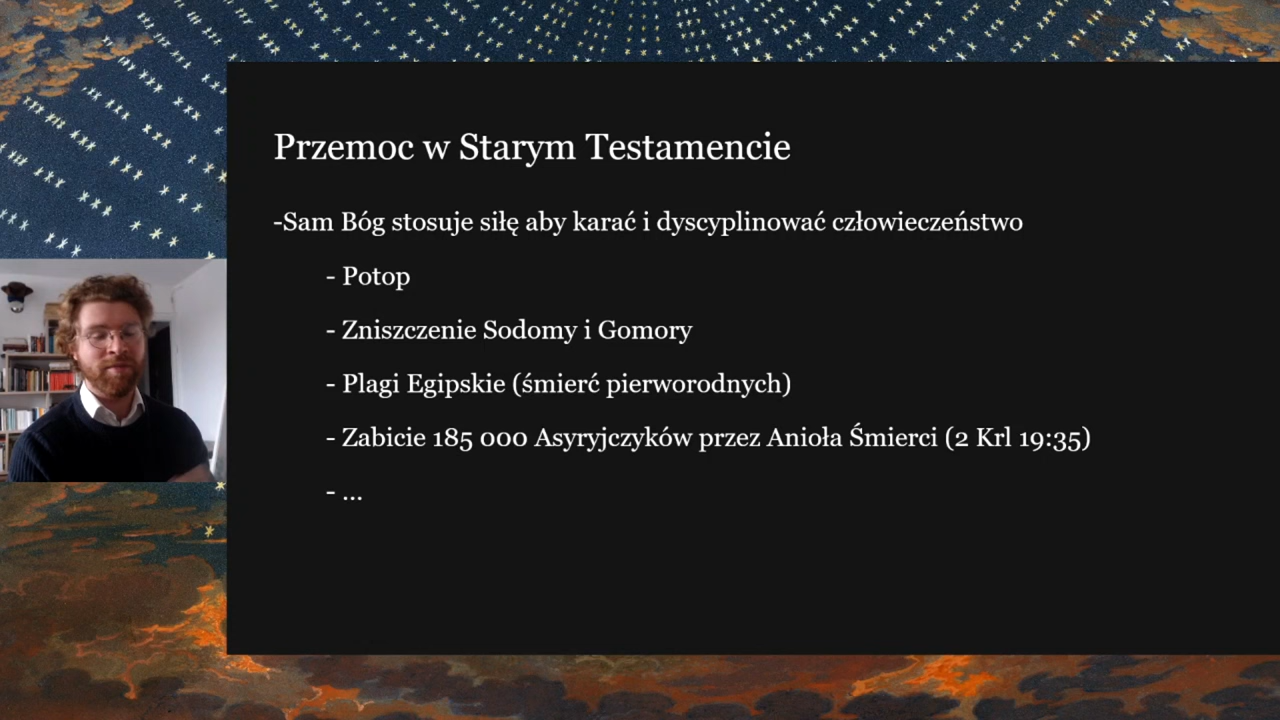 Przemoc w Starym Testamencie
-Sam Bóg stosuje siłę aby karać i dyscyplinować człowieczeństwo
- Potop
- Zniszczenie Sodomy i Gomory
- Plagi Egipskie (śmierć pierworodnych)
- Zabicie 185 000 Asyryjczyków przez Anioła Śmierci (2 Krl 19:35)
- ...